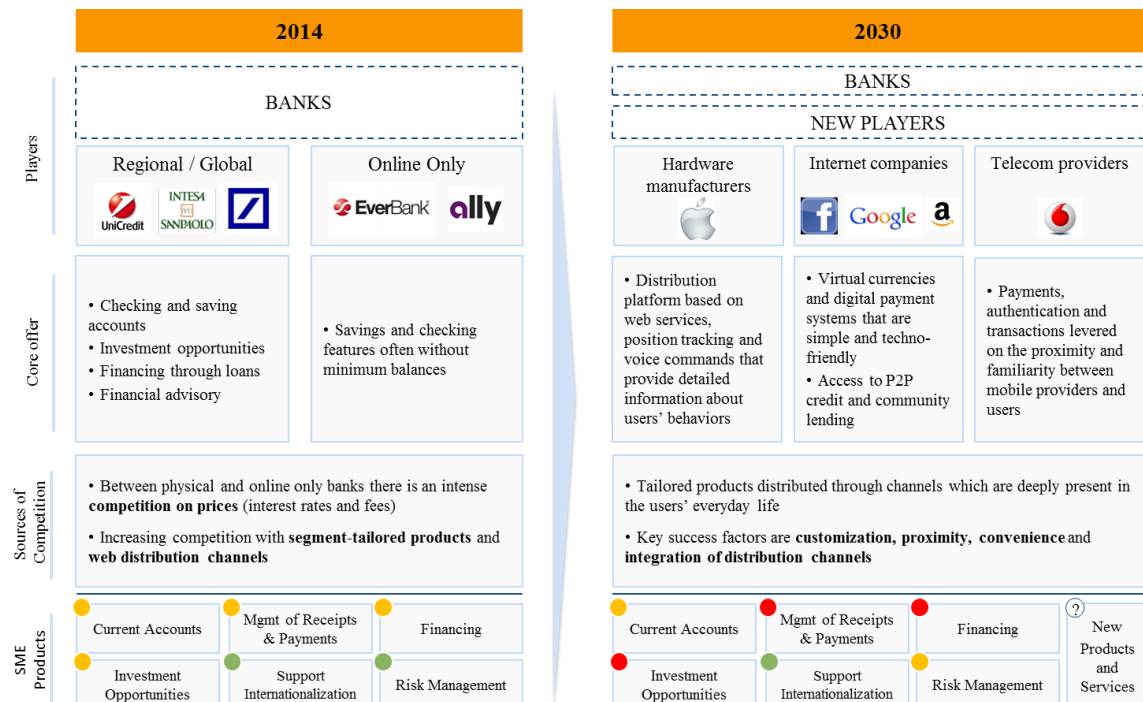 2014
2030
Players
BANKS
BANKS
NEW PLAYERS
Regional / Global
UniCredit
INTESA
SANPAOLO
Online Only
EverBank
ally
Hardware
manufacturers
Internet companies
f
Google
a
Telecom providers
Core offer
• Checking and saving
accounts
• Investment opportunities
• Financing through loans
• Financial advisory
• Savings and checking
features often without
minimum balances
• Distribution
platform based on
web services,
position tracking and
voice commands that
provide detailed
information about
users' behaviors
• Virtual currencies
and digital payment
systems that are
simple and techno-
friendly
• Access to P2P
credit and community
lending
• Payments,
authentication and
transactions levered
on the proximity and
familiarity between
mobile providers and
users
Sources of
Competition
• Between physical and online only banks there is an intense
competition on prices (interest rates and fees)
• Increasing competition with segment-tailored products and
web distribution channels
• Tailored products distributed through channels which are deeply present in
the users' everyday life
• Key success factors are customization, proximity, convenience and
integration of distribution channels
SME
Products
Current Accounts
Mgmt of Receipts
& Payments
Financing
Investment
Opportunities
Support
Internationalization
Risk Management
Current Accounts
Mgmt of Receipts
& Payments
Financing
Investment
Opportunities
Support
Internationalization
Risk Management
?
New
Products
and
Services